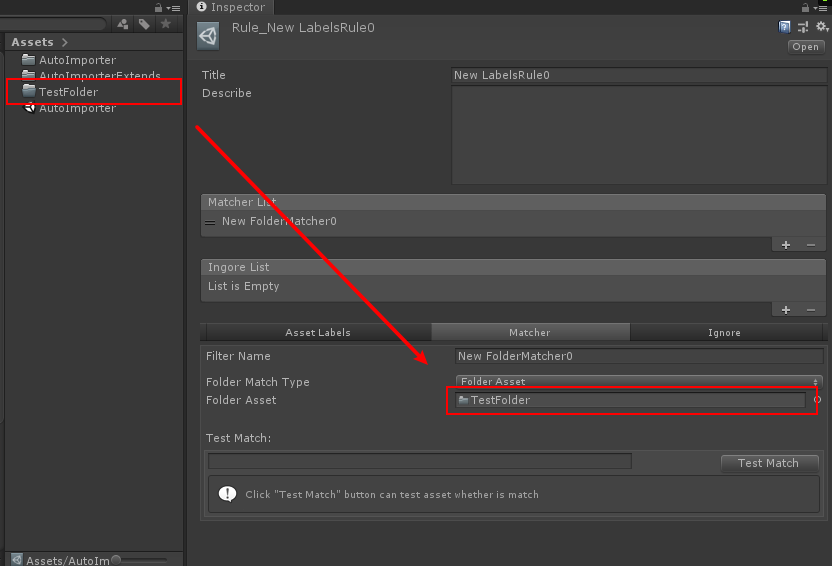 Assets
AutoImporter
AutoImporterExtends
TestFolder
AutoImporter
Assets/AutoIm
Inspector
Rule_New LabelsRule0
Open
Title
New LabelsRule0
Describe
Matcher List
New FolderMatcher0
Ingore List
List is Empty
Asset Labels
Matcher
Ignore
Filter Name
New FolderMatcher0
Folder Match Type
Folder Asset
Folder Asset
TestFolder
Test Match:
Test Match
Click "Test Match" button can test asset whether is match